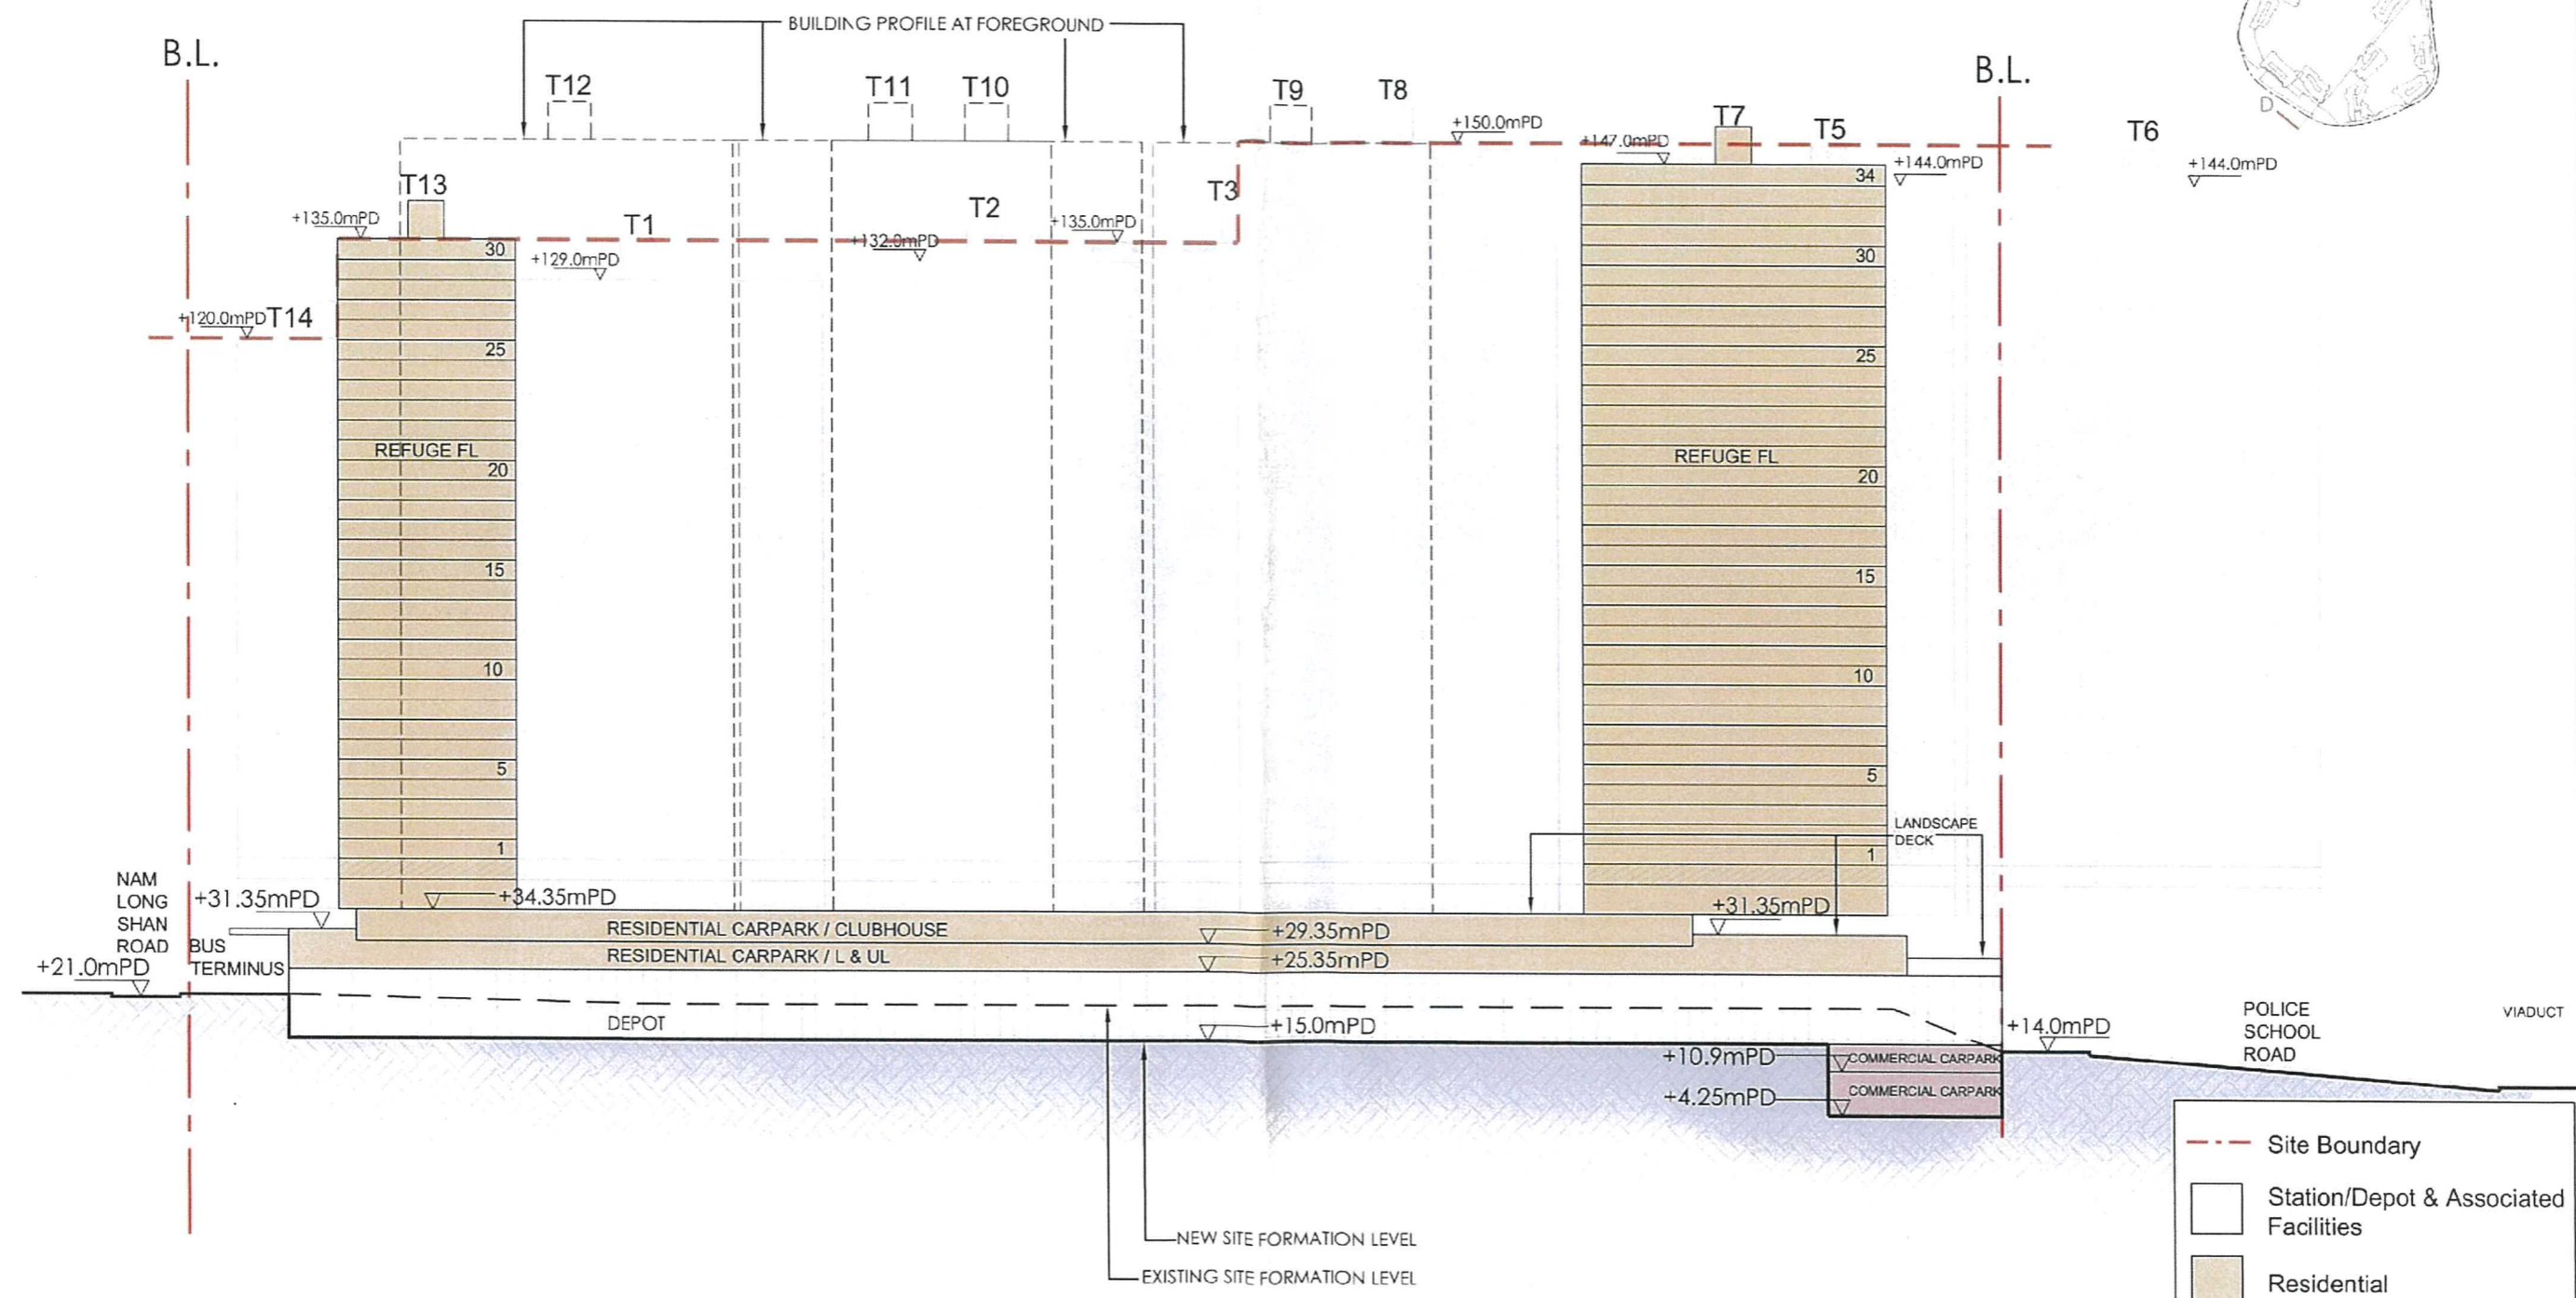 BUILDING PROFILE AT FOREGROUND
B.L.
B.L.
T12
T11
T10
T9
T8
T7
T5
T6
+150.0mPD
+147.0mPD
+144.0mPD
+144.0mPD
D
T13
T1
T2
T3
+135.0mPD
+135.0mPD
+132.0mPD
+129.0mPD
+120.0mPD
T14
30
25
REFUGE FL
20
15
10
5
1
34
30
25
REFUGE FL
20
15
10
5
1
LANDSCAPE
DECK
NAM
LONG
SHAN
ROAD
+31.35mPD
+34.35mPD
+31.35mPD
RESIDENTIAL CARPARK / CLUBHOUSE
+29.35mPD
BUS
TERMINUS
RESIDENTIAL CARPARK / L & UL
+25.35mPD
+21.0mPD
DEPOT
+15.0mPD
+14.0mPD
POLICE
SCHOOL
ROAD
VIADUCT
+10.9mPD
COMMERCIAL CARPARK
+4.25mPD
COMMERCIAL CARPARK
NEW SITE FORMATION LEVEL
EXISTING SITE FORMATION LEVEL
Site Boundary
Station/Depot & Associated
Facilities
Residential